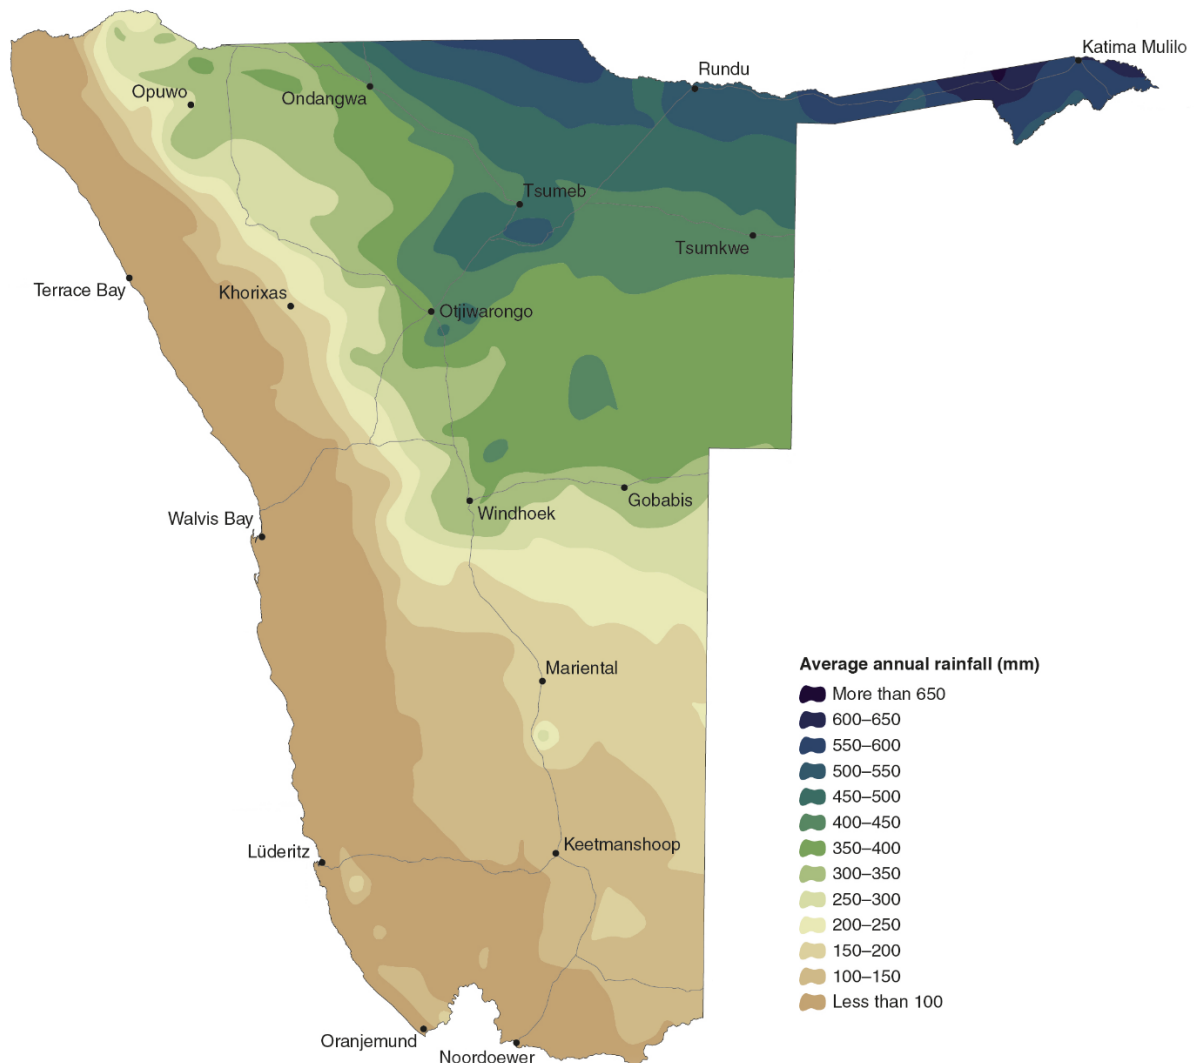 Katima Mulilo
Rundu
Opuwo
Ondangwa
Tsumeb
Tsumkwe
Terrace Bay
Khorixas
Otjiwarongo
Gobabis
Windhoek
Walvis Bay
Mariental
Keetmanshoop
Lüderitz
Oranjemund
Noordoewer
Average annual rainfall (mm)
More than 650
600–650
550–600
500–550
450–500
400–450
350–400
300–350
250–300
200–250
150–200
100–150
Less than 100